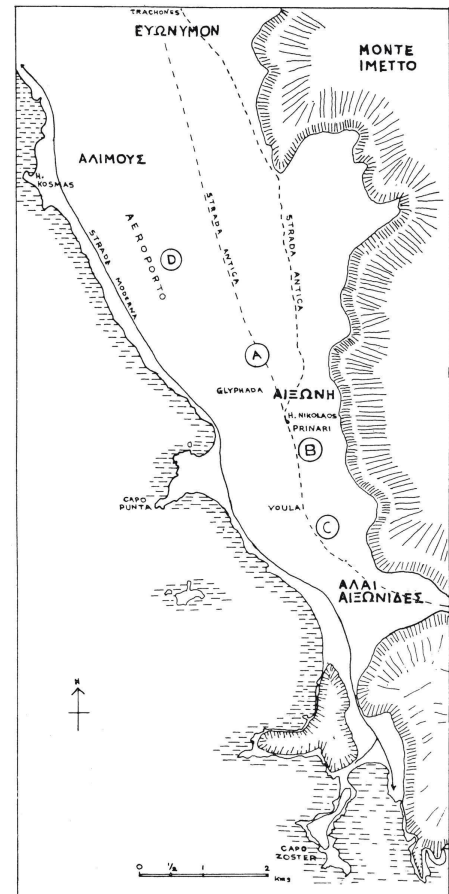 TRACHONES
ΕΥΩΝΥΜΟΝ
MONTE
IMETTO
ΑΛΙΜΟΥΣ
H.
KOSMAS
STRADA MODERNA
AEROPORTO
D
STRADA ANTICA
STRADA ANTICA
A
GLYPHADA
ΑΙΞΩΝΗ
H. NIKOLAOS
PRINARI
B
CAPO
PUNTA
VOULA
C
ΑΛΑΙ
ΑΙΞΩΝΙΔΕΣ
N
CAPO
ZOSTER
0 ½ 1 2
kms